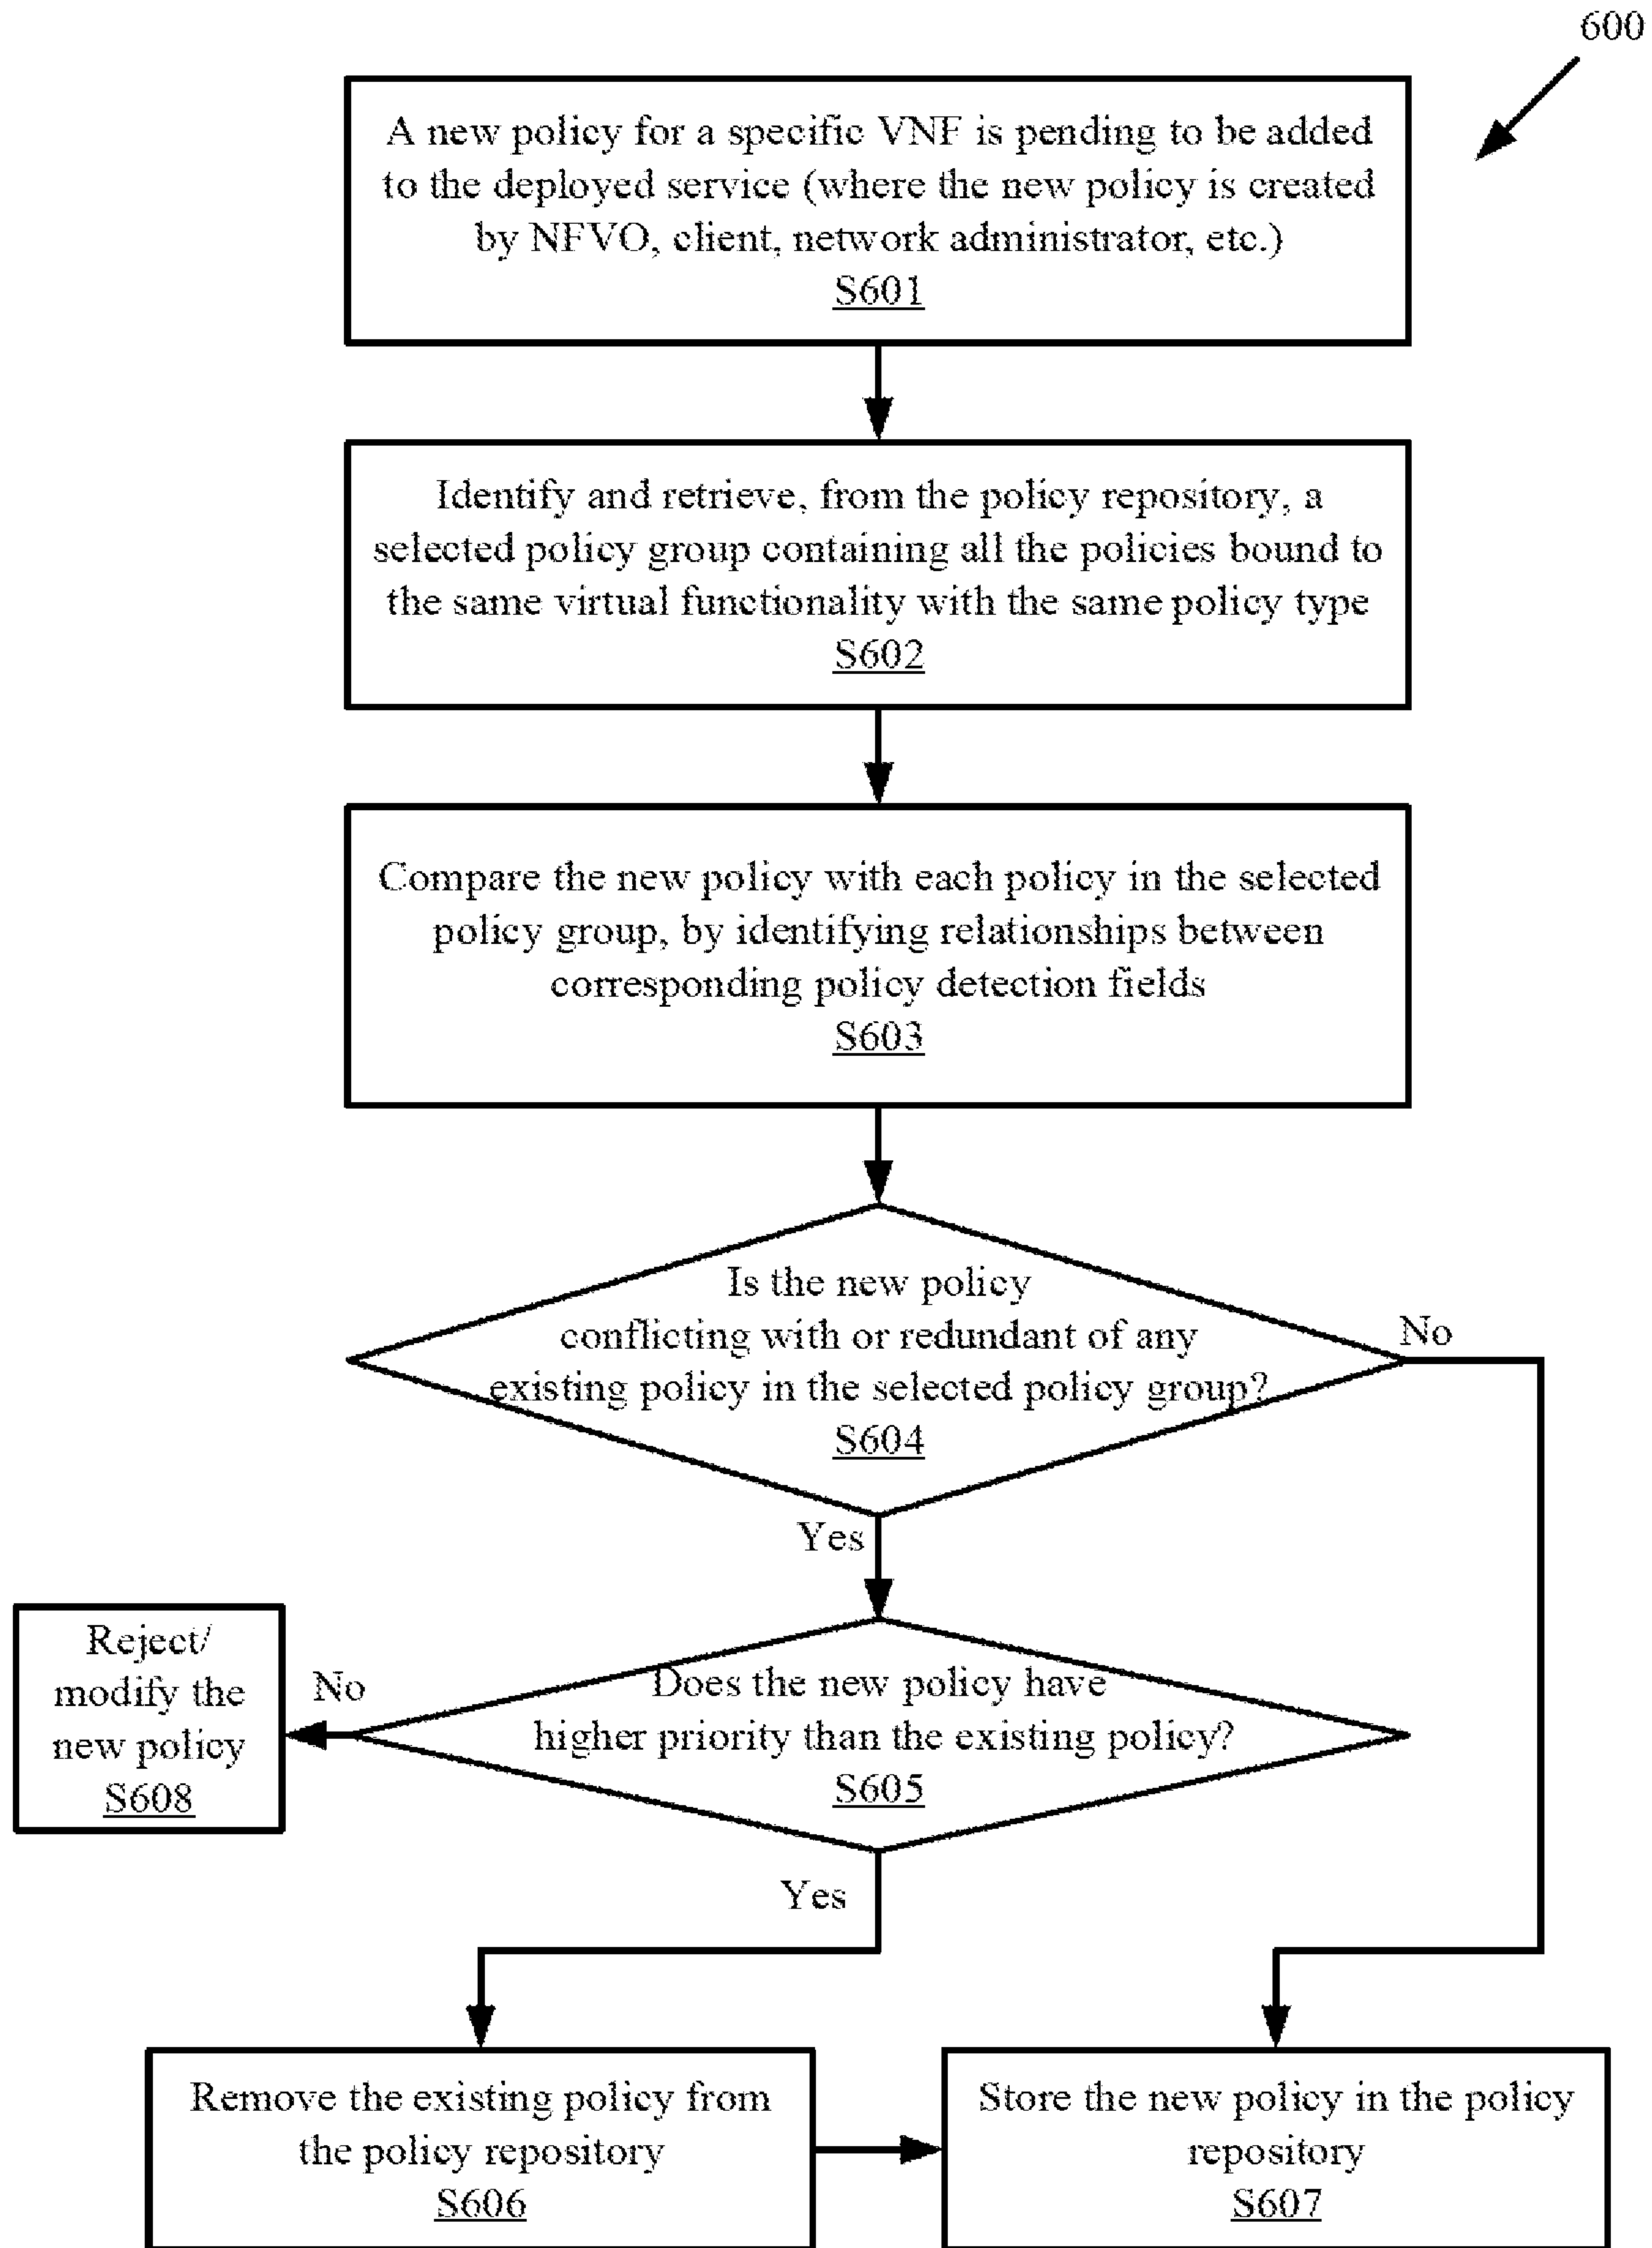 600
A new policy for a specific VNF is pending to be added
to the deployed service (where the new policy is created
by NFVO, client, network administrator, etc.)
S601
Identify and retrieve, from the policy repository, a
selected policy group containing all the policies bound to
the same virtual functionality with the same policy type
S602
Compare the new policy with each policy in the selected
policy group, by identifying relationships between
corresponding policy detection fields
S603
Is the new policy
conflicting with or redundant of any
existing policy in the selected policy group?
S604
No
Yes
Reject/
modify the
new policy
S608
No
Does the new policy have
higher priority than the existing policy?
S605
Yes
Remove the existing policy from
the policy repository
S606
Store the new policy in the policy
repository
S607